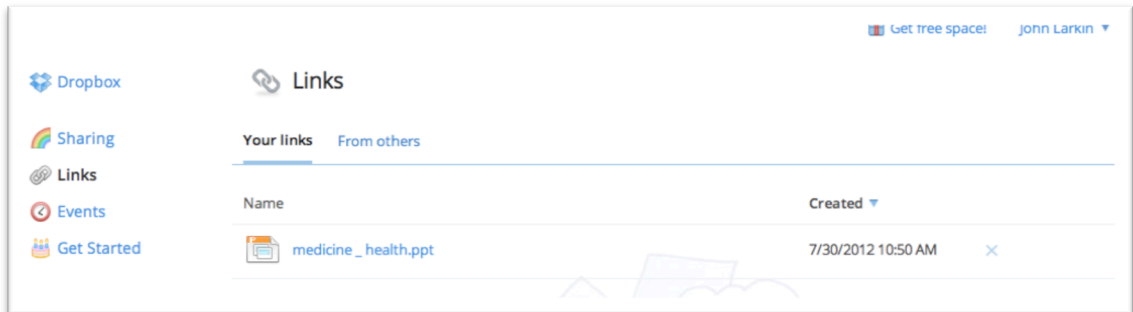 Get free space! John Larkin
Dropbox
Links
Sharing
Your links From others
Links
Events
Name Created
Get Started
medicine _ health.ppt 7/30/2012 10:50 AM